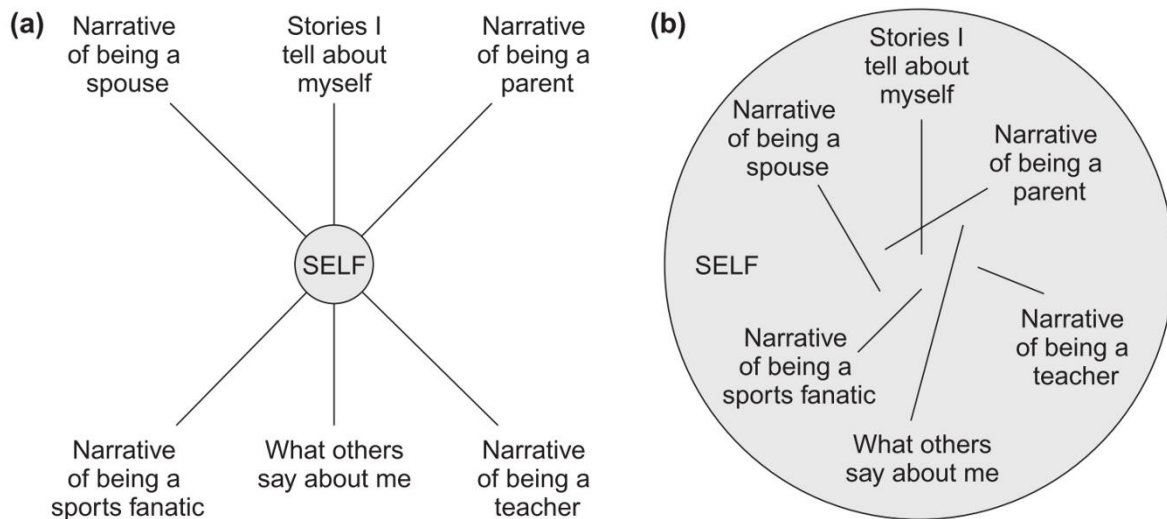 (a)
Narrative
of being a
spouse
Stories I
tell about
myself
Narrative
of being a
parent
SELF
Narrative
of being a
sports fanatic
What others
say about me
Narrative
of being a
teacher
(b)
Stories I
tell about
myself
Narrative
of being a
spouse
Narrative
of being a
parent
SELF
Narrative
of being a
sports fanatic
Narrative
of being a
teacher
What others
say about me